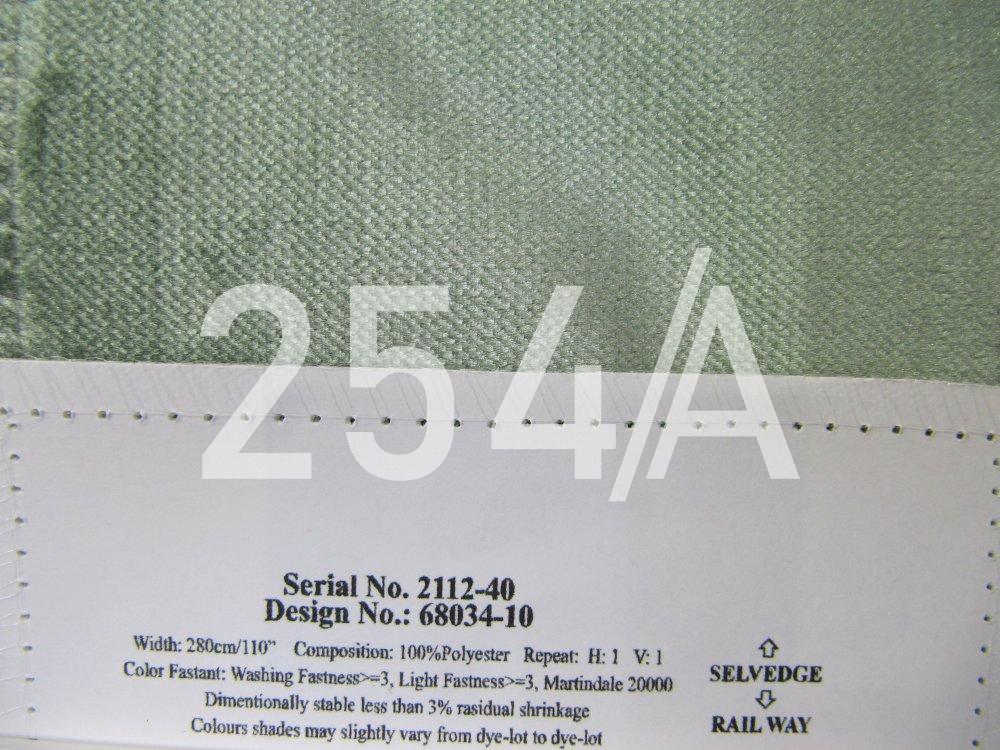 254/A
Serial No. 2112-40
Design No.: 68034-10
Width: 280cm/110” Composition: 100%Polyester Repeat: H: 1 V: 1
Color Fastant: Washing Fastness>=3, Light Fastness>=3, Martindale 20000
Dimentionally stable less than 3% rasidual shrinkage
Colours shades may slightly vary from dye-lot to dye-lot
SELVEDGE
RAIL WAY